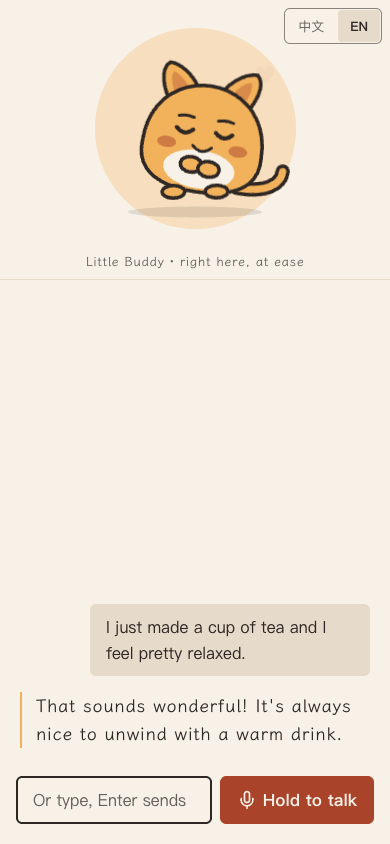 中文 EN
Little Buddy • right here, at ease
I just made a cup of tea and I
feel pretty relaxed.
That sounds wonderful! It's always
nice to unwind with a warm drink.
Or type, Enter sends
Hold to talk